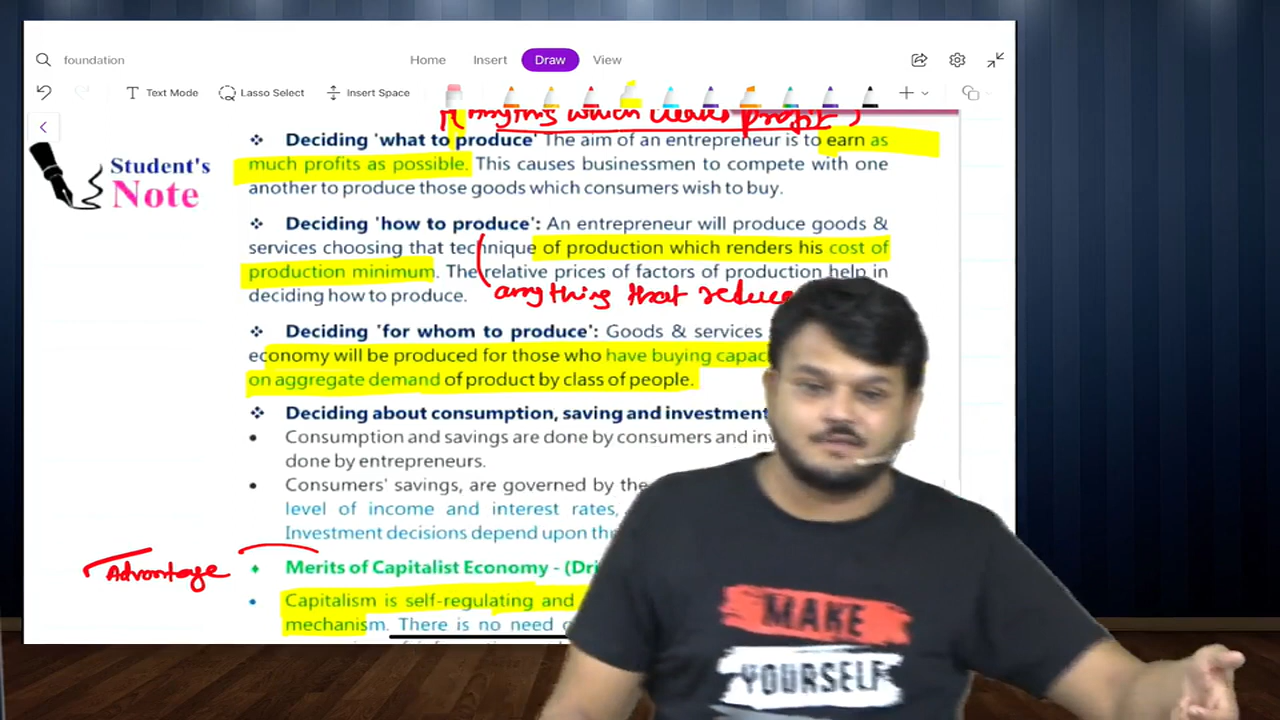 foundation
Home Insert Draw View
Text Mode Lasso Select Insert Space
Anything which leads profit
Deciding 'what to produce' The aim of an entrepreneur is to earn as
much profits as possible. This causes businessmen to compete with one
another to produce those goods which consumers wish to buy.
Student's
Note
Deciding 'how to produce': An entrepreneur will produce goods &
services choosing that technique of production which renders his cost of
production minimum. The relative prices of factors of production help in
deciding how to produce.
anything that reduce
Deciding 'for whom to produce': Goods & services
economy will be produced for those who have buying
on aggregate demand of product by class of people.
Deciding about consumption, saving and investment
Consumption and savings are done by consumers and
done by entrepreneurs.
Consumers' savings, are governed by the
level of income and interest rates,
Investment decisions depend upon
Advantage
Merits of Capitalist Economy -
Capitalism is self-regulating and
mechanism. There is no need
MAKE
YOURSELF